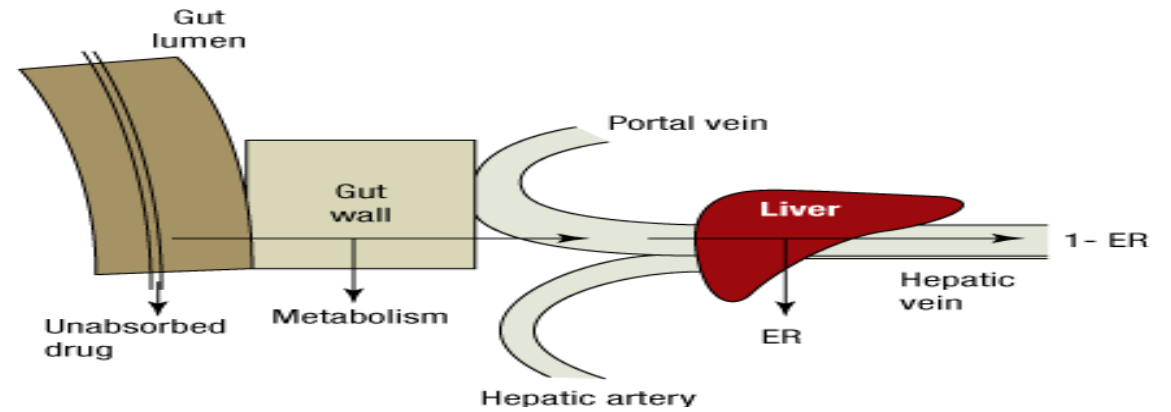 Gut
lumen
Portal vein
Gut
wall
Liver
1- ER
Hepatic
vein
Metabolism
Unabsorbed
drug
ER
Hepatic artery